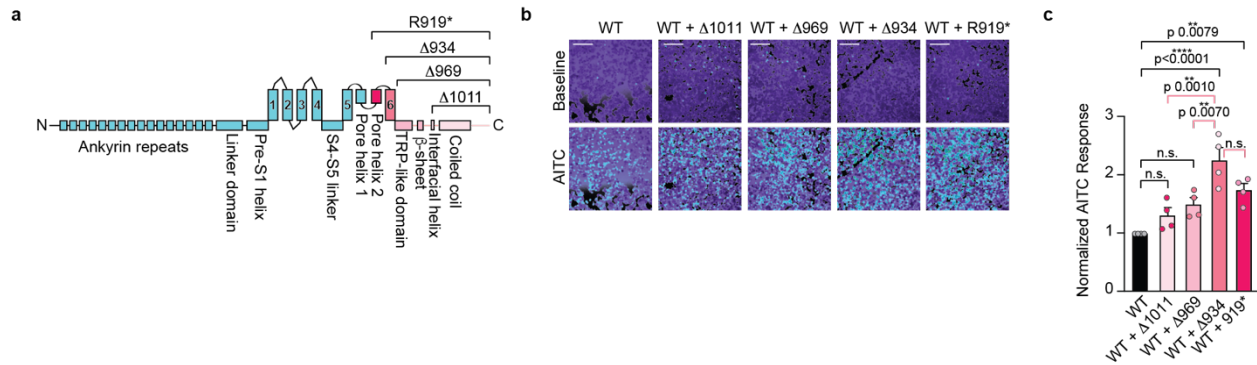 a
R919*
Δ934
Δ969
Δ1011
1 2 3 4 5 6
N C
Ankyrin repeats
Linker domain
Pre-S1 helix
S4-S5 linker
Pore helix 1
Pore helix 2
TRP-like domain
β-sheet
Interfacial helix
Coiled coil
b
WT WT + Δ1011 WT + Δ969 WT + Δ934 WT + R919*
Baseline
AITC
c
**
p 0.0079
****
p<0.0001
**
p 0.0010
**
p 0.0070
n.s.
n.s.
n.s.
Normalized AITC Response
3
2
1
0
WT
WT + Δ1011
WT + Δ969
WT + Δ934
WT + 919*